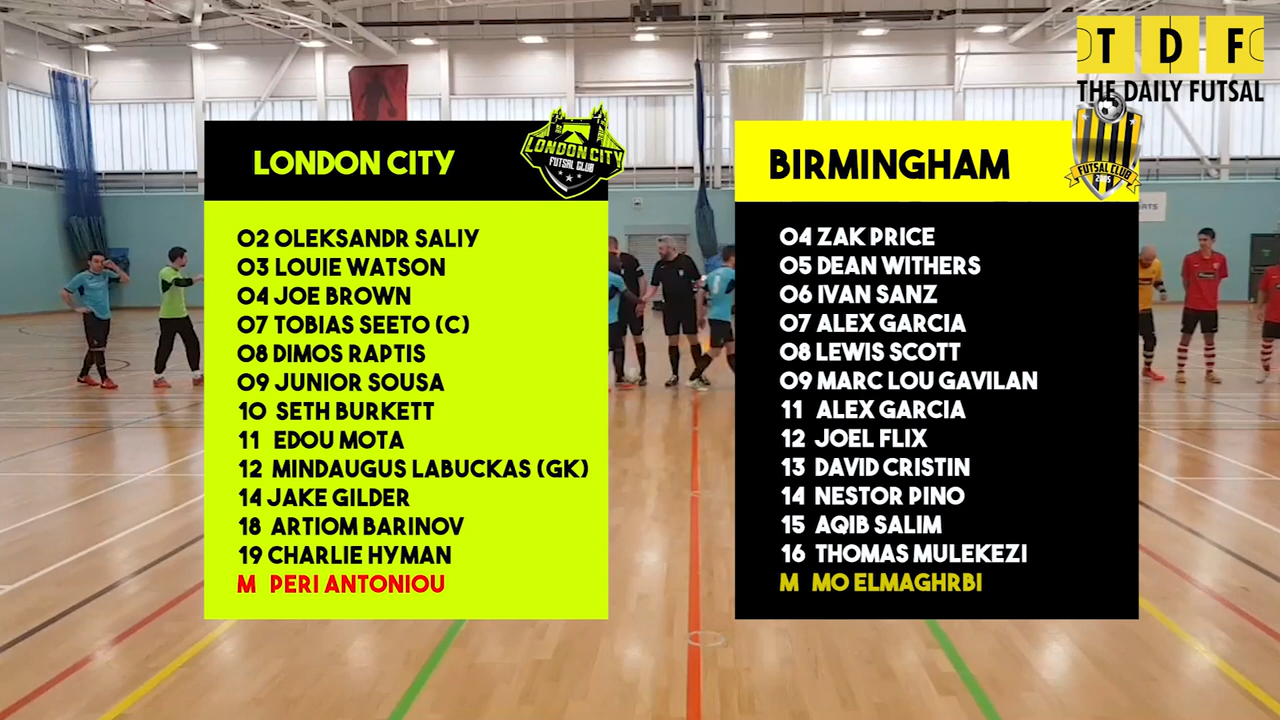 T D F
THE DAILY FUTSAL
LONDON CITY
LONDON CITY
FUTSAL CLUB
02 OLEKSANDR SALIY
03 LOUIE WATSON
04 JOE BROWN
07 TOBIAS SEETO (C)
08 DIMOS RAPTIS
09 JUNIOR SOUSA
10 SETH BURKETT
11 EDOU MOTA
12 MINDAUGUS LABUCKAS (GK)
14 JAKE GILDER
18 ARTIOM BARINOV
19 CHARLIE HYMAN
M PERI ANTONIOU
BIRMINGHAM
FUTSAL CLUB
04 ZAK PRICE
05 DEAN WITHERS
06 IVAN SANZ
07 ALEX GARCIA
08 LEWIS SCOTT
09 MARC LOU GAVILAN
11 ALEX GARCIA
12 JOEL FLIX
13 DAVID CRISTIN
14 NESTOR PINO
15 AQIB SALIM
16 THOMAS MULEKEZI
M MO ELMAGHRBI